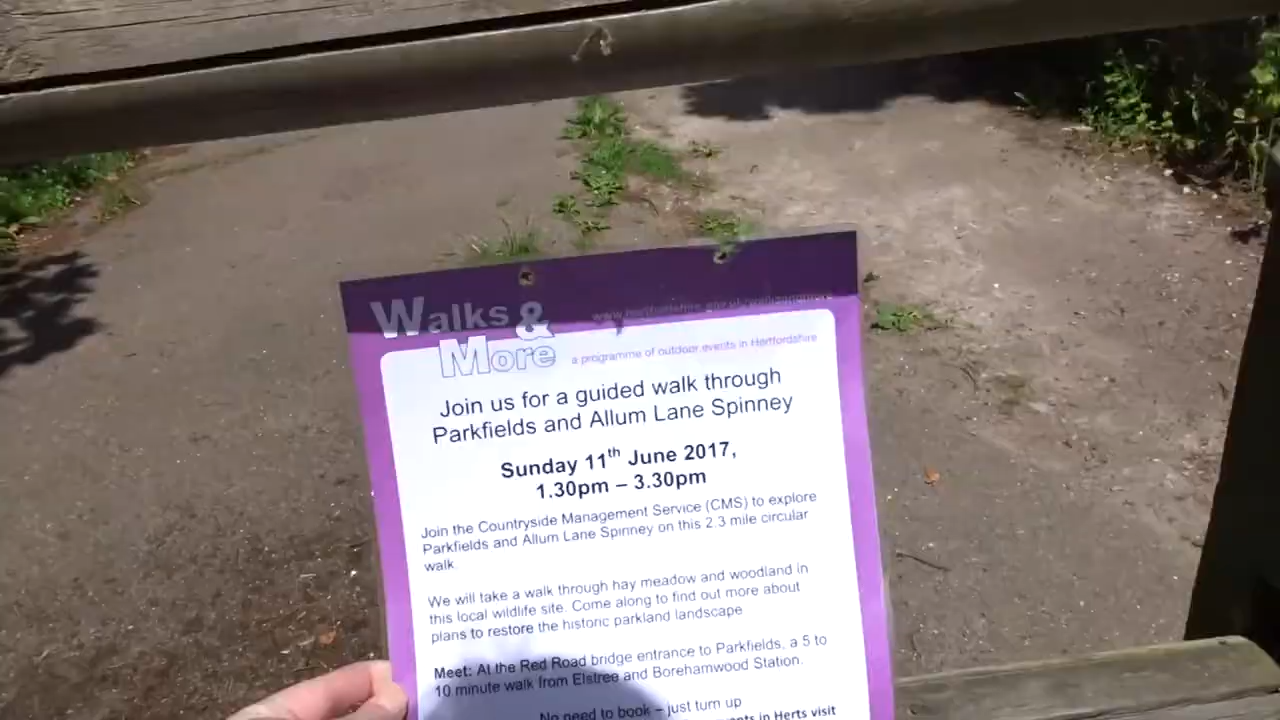 Walks &
More
www.hertfordshire.gov.uk/walksandmore
a programme of outdoor events in Hertfordshire
Join us for a guided walk through
Parkfields and Allum Lane Spinney
Sunday 11th June 2017,
1.30pm – 3.30pm
Join the Countryside Management Service (CMS) to explore
Parkfields and Allum Lane Spinney on this 2.3 mile circular
walk.
We will take a walk through hay meadow and woodland in
this local wildlife site. Come along to find out more about
plans to restore the historic parkland landscape
Meet: At the Red Road bridge entrance to Parkfields, a 5 to
10 minute walk from Elstree and Borehamwood Station.
No need to book – just turn up
in Herts visit